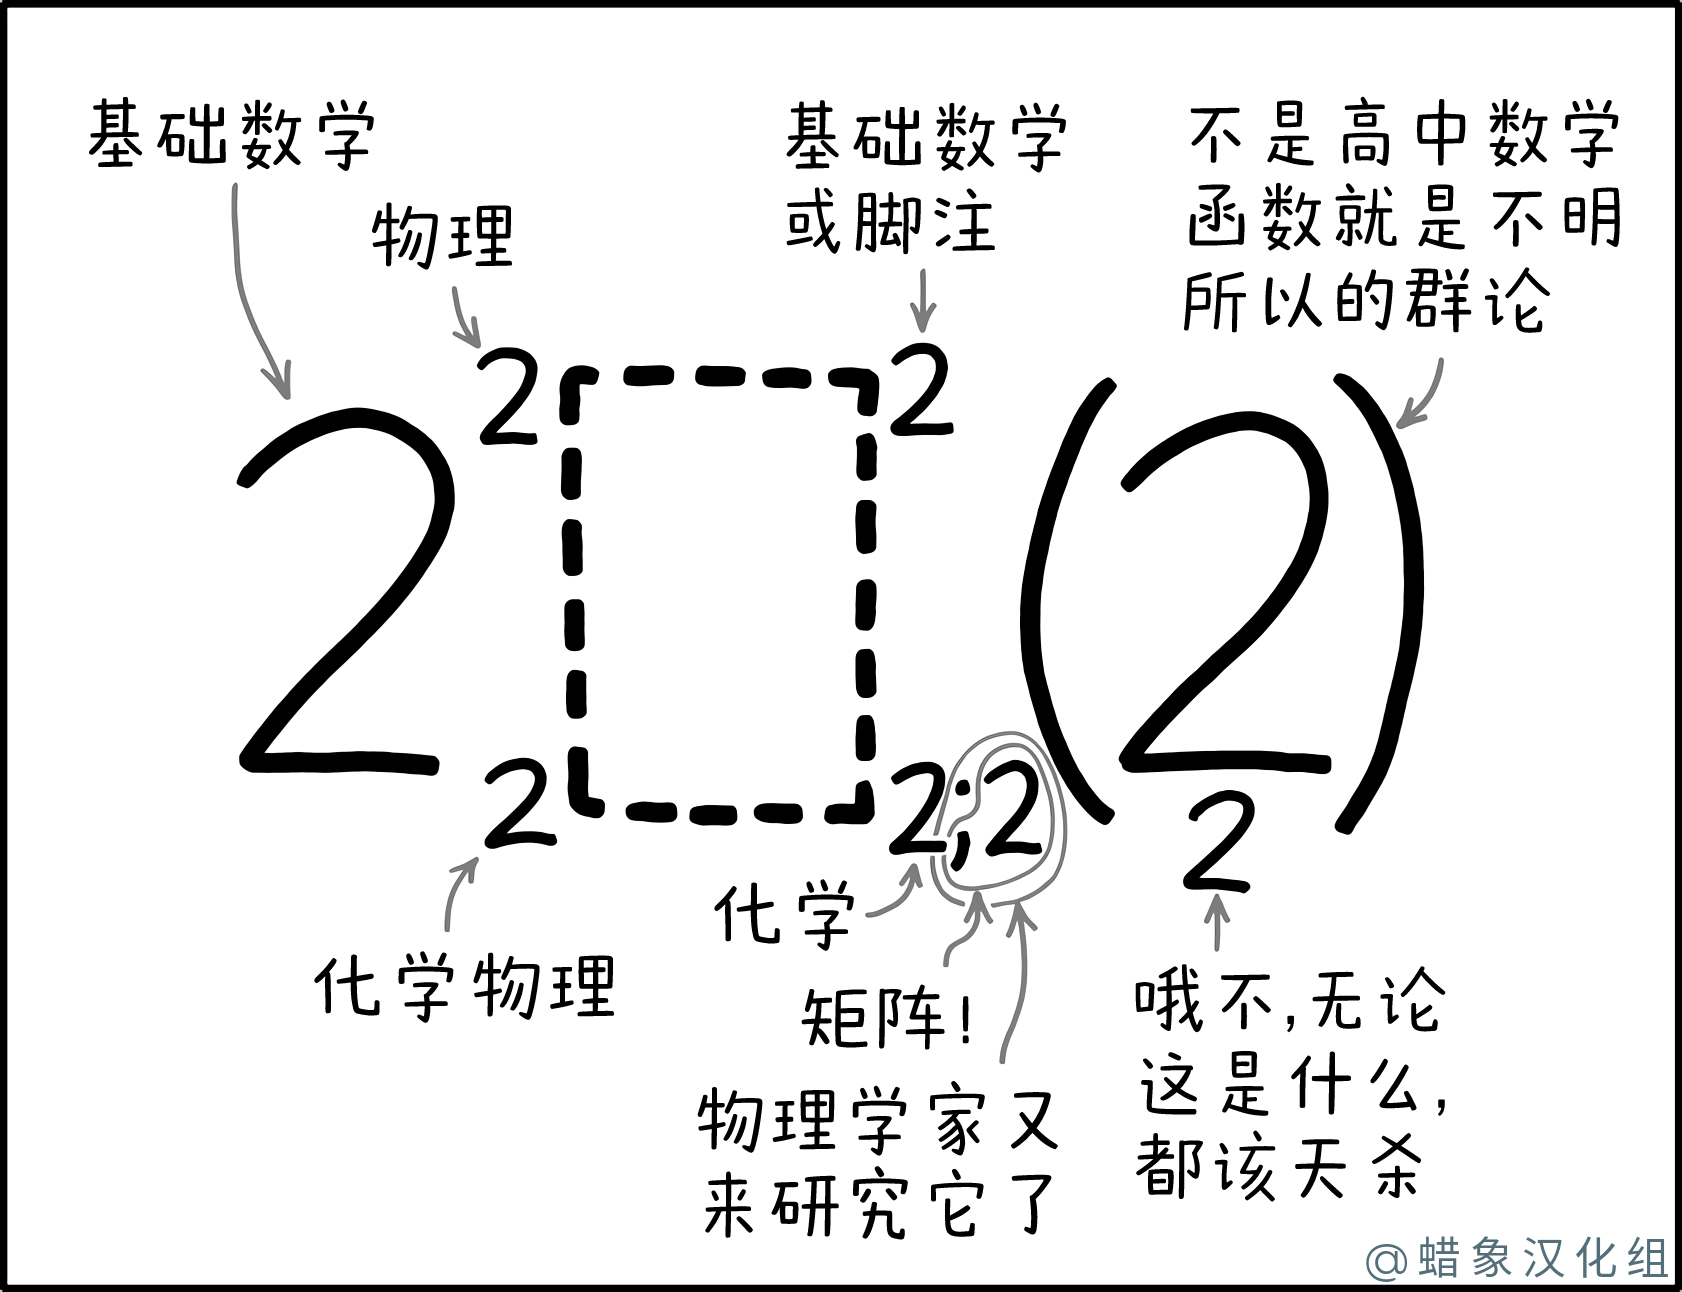 基础数学
物理
基础数学
或脚注
不是高中数学
函数就是不明
所以的群论
2
2
2
(2)
2
2;2
2
化学
化学物理
矩阵!
物理学家又
来研究它了
哦不,无论
这是什么,
都该天杀
@蜡象汉化组